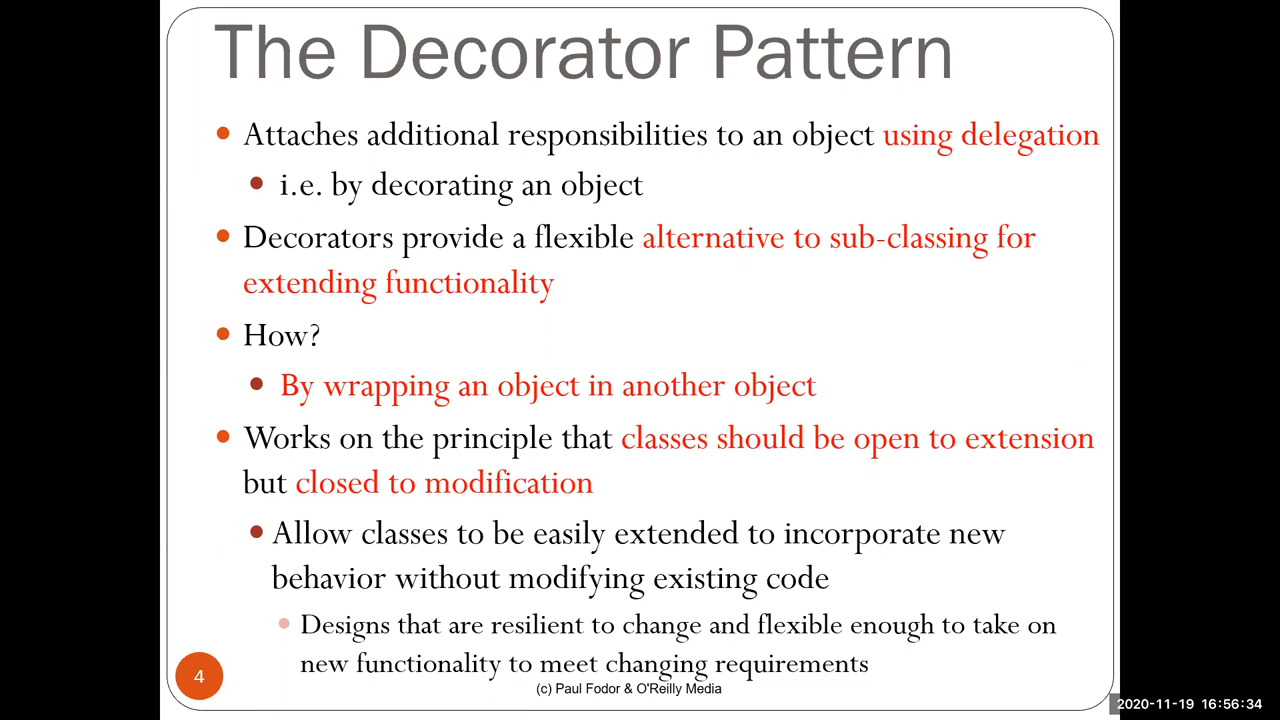 The Decorator Pattern
Attaches additional responsibilities to an object using delegation
i.e. by decorating an object
Decorators provide a flexible alternative to sub-classing for
extending functionality
How?
By wrapping an object in another object
Works on the principle that classes should be open to extension
but closed to modification
Allow classes to be easily extended to incorporate new
behavior without modifying existing code
Designs that are resilient to change and flexible enough to take on
new functionality to meet changing requirements
4
(c) Paul Fodor & O'Reilly Media
2020-11-19 16:56:34